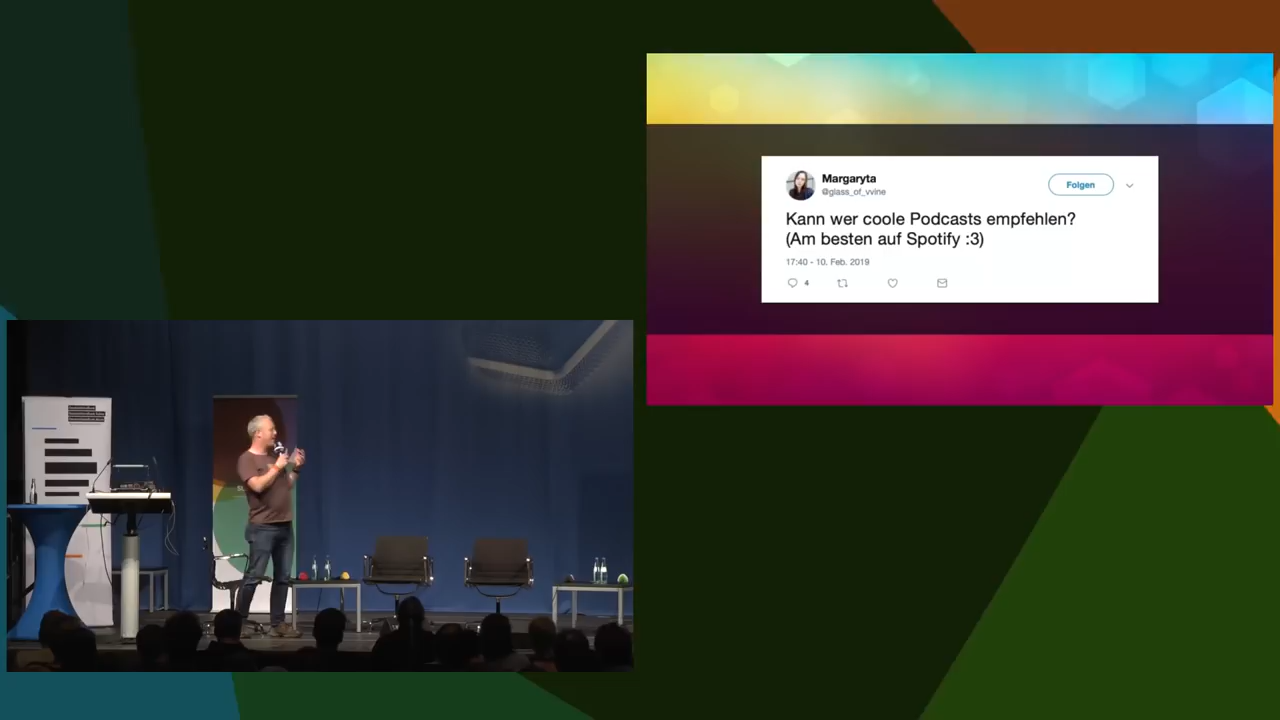 Margaryta
@glass_of_vvine
Folgen
Kann wer coole Podcasts empfehlen?
(Am besten auf Spotify :3)
17:40 - 10. Feb. 2019
4